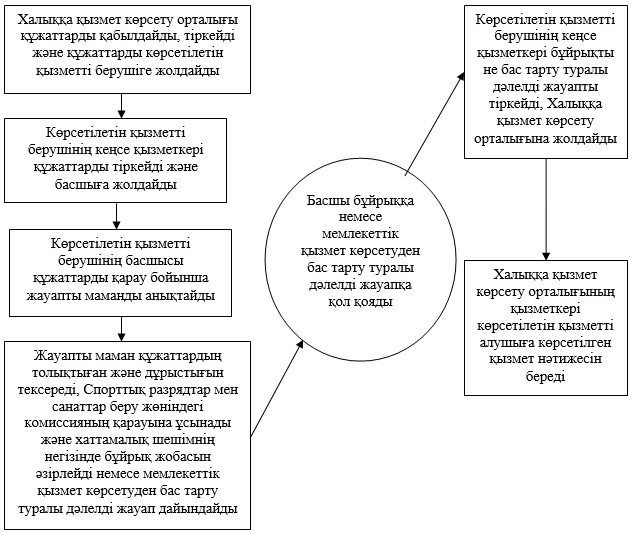 Халыққа қызмет көрсету орталығы
құжаттарды қабылдайды, тіркейді
және құжаттарды көрсетілетін
қызметті берушіге жолдайды
Көрсетілетін қызметті
берушінің кеңсе қызметкері
құжаттарды тіркейді және
басшыға жолдайды
Көрсетілетін қызметті
берушінің басшысы
құжаттарды қарау бойынша
жауапты маманды анықтайды
Жауапты маман құжаттардың
толықтыған және дұрыстығын
тексереді, Спорттық разрядтар мен
санаттар беру жөніндегі
комиссияның қарауына ұсынады
және хаттамалық шешімнің
негізінде бұйрық жобасын
әзірлейді немесе мемлекеттік
қызмет көрсетуден бас тарту
туралы дәлелді жауап дайындайды
Басшы бұйрыққа
немесе
мемлекеттік
қызмет көрсетуден
бас тарту туралы
дәлелді жауапқа
қол қояды
Көрсетілетін қызметті
берушінің кеңсе
қызметкері бұйрықты
не бас тарту туралы
дәлелді жауапты
тіркейді, Халыққа
қызмет көрсету
орталығына жолдайды
Халыққа қызмет
көрсету орталығының
қызметкері
көрсетілетін қызметті
алушыға көрсетілген
қызмет нәтижесін
береді